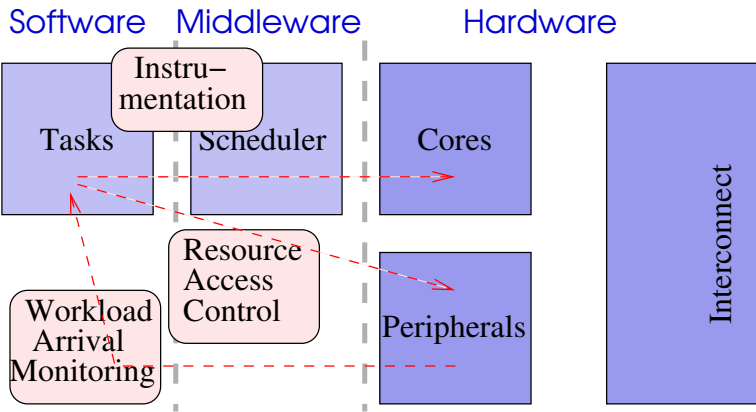 Software Middleware Hardware
Instru-
mentation
Tasks Scheduler Cores
Resource
Access
Control
Workload
Arrival
Monitoring
Peripherals
Interconnect